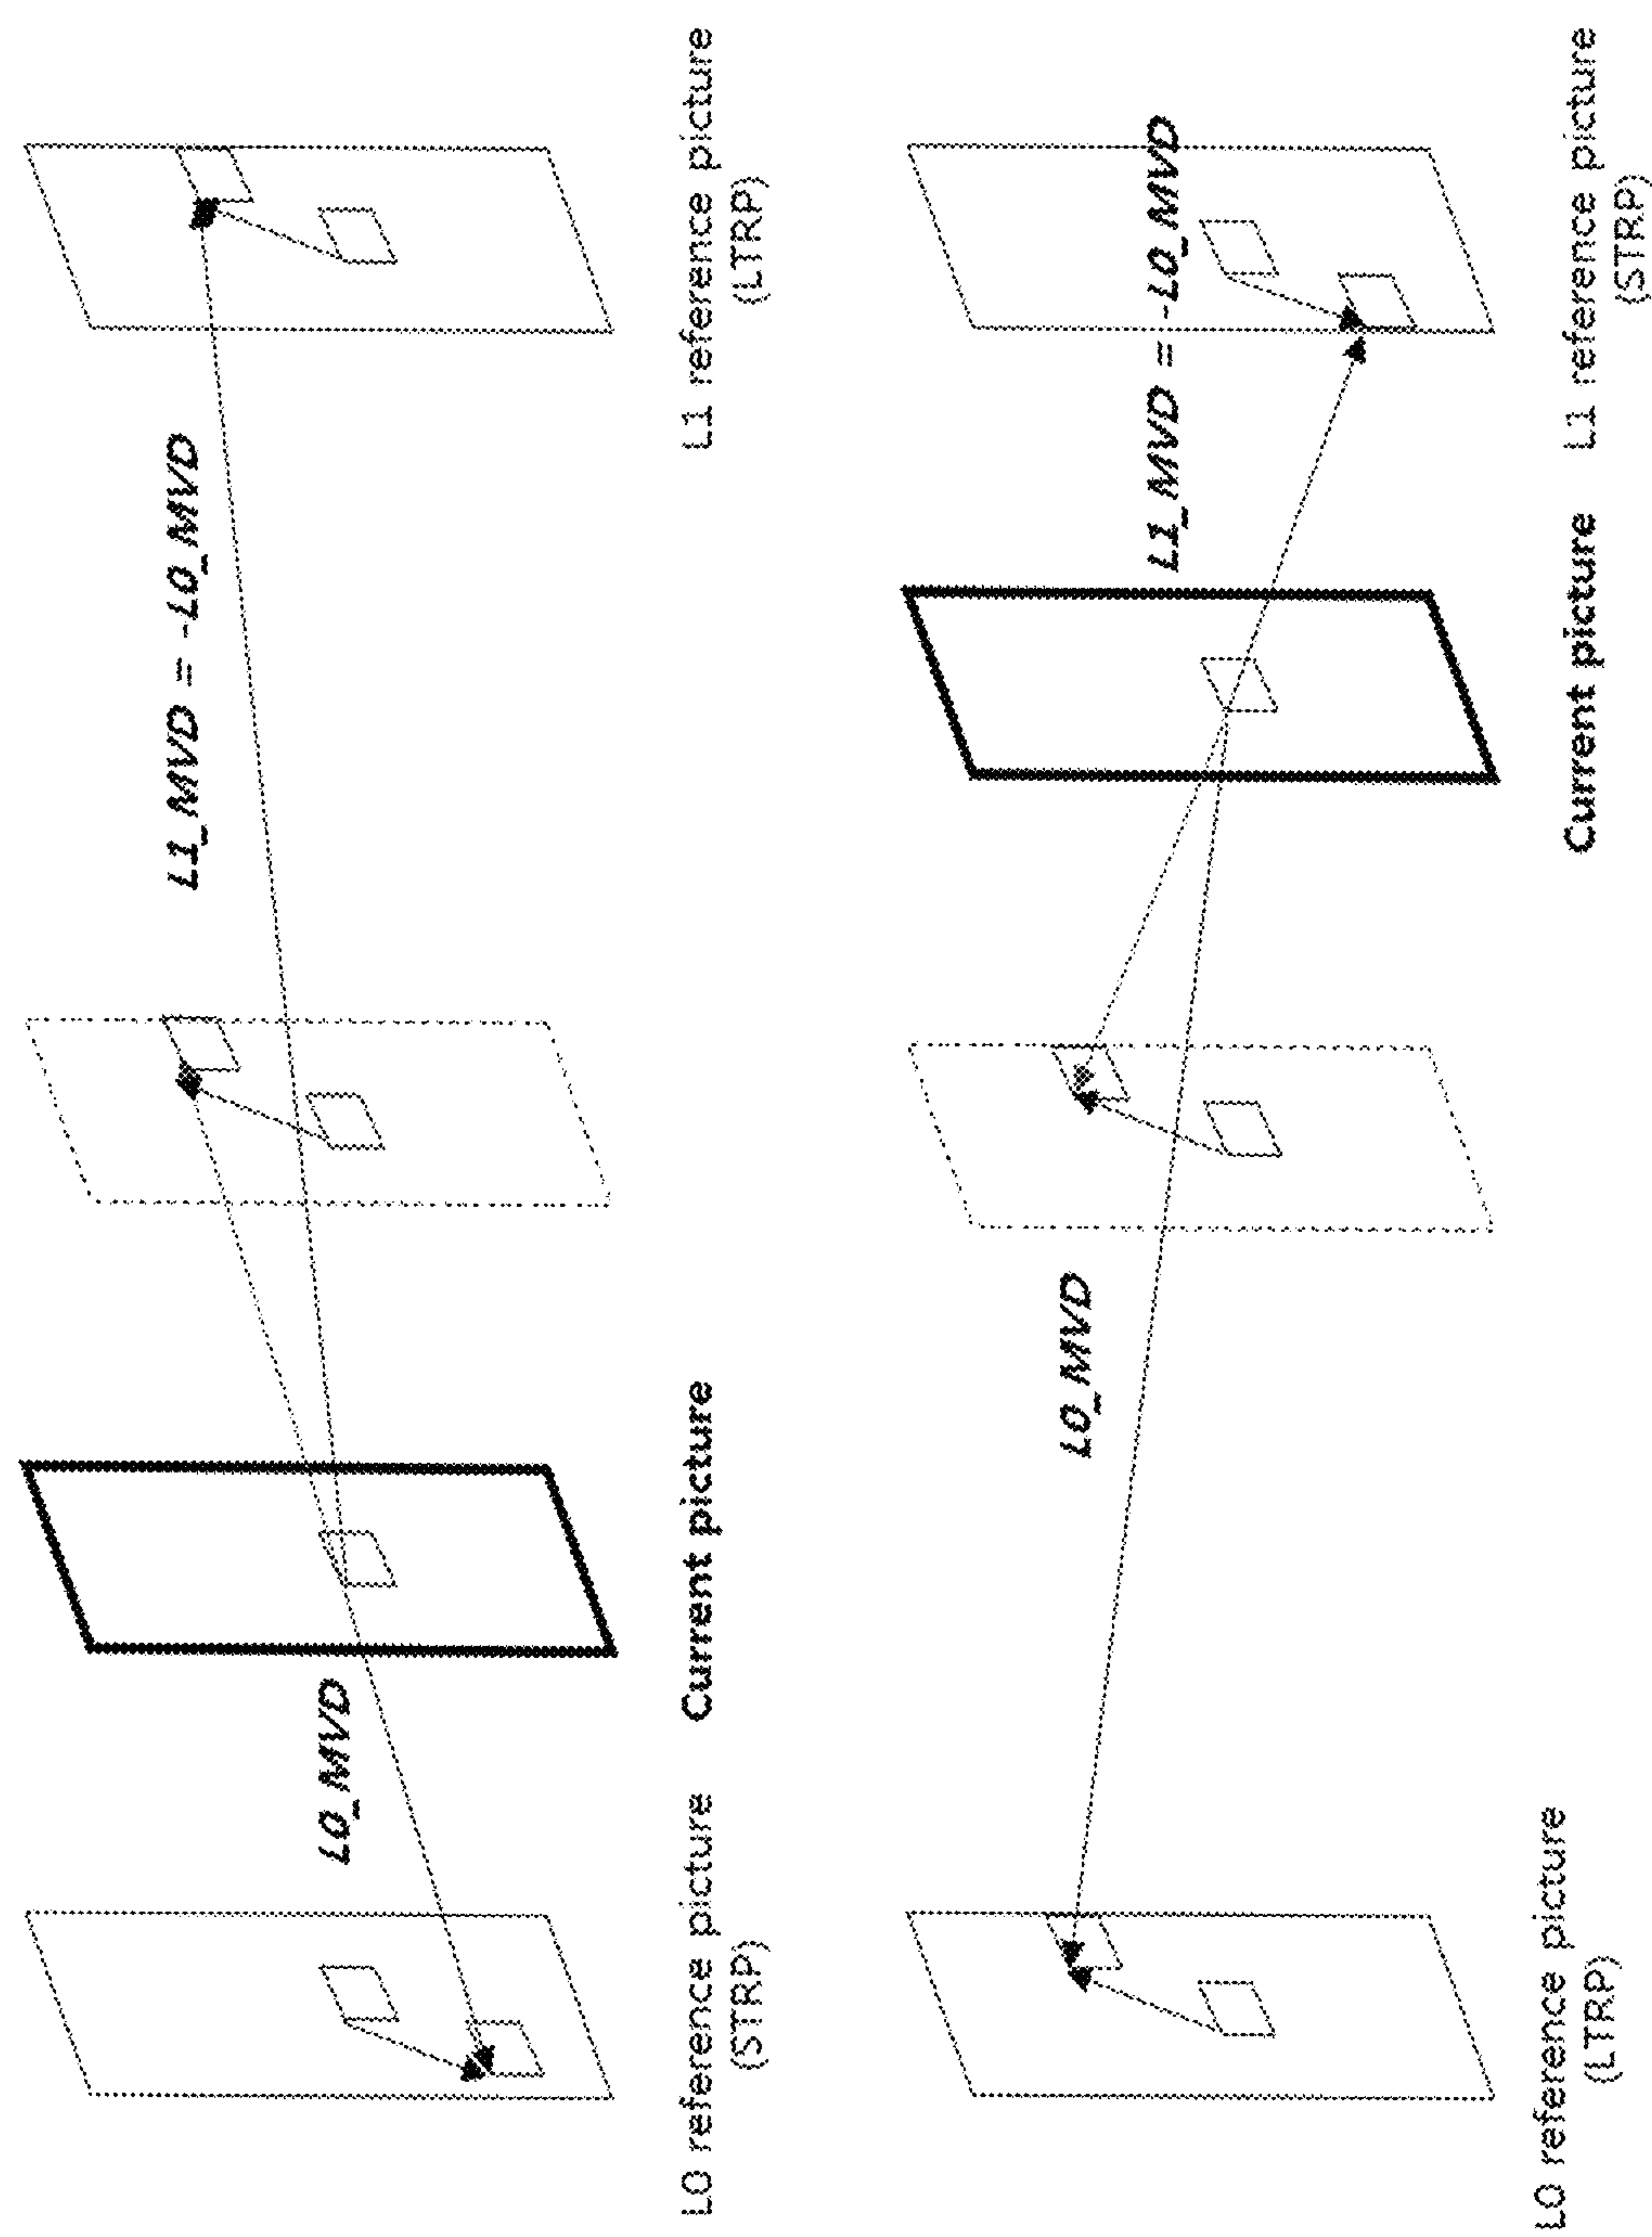 L1_MVD = -L0_MVD
L0_MVD
L0 reference picture
(STRP)
Current picture
L1 reference picture
(LTRP)
L1_MVD = -L0_MVD
L0_MVD
L0 reference picture
(LTRP)
Current picture
L1 reference picture
(STRP)